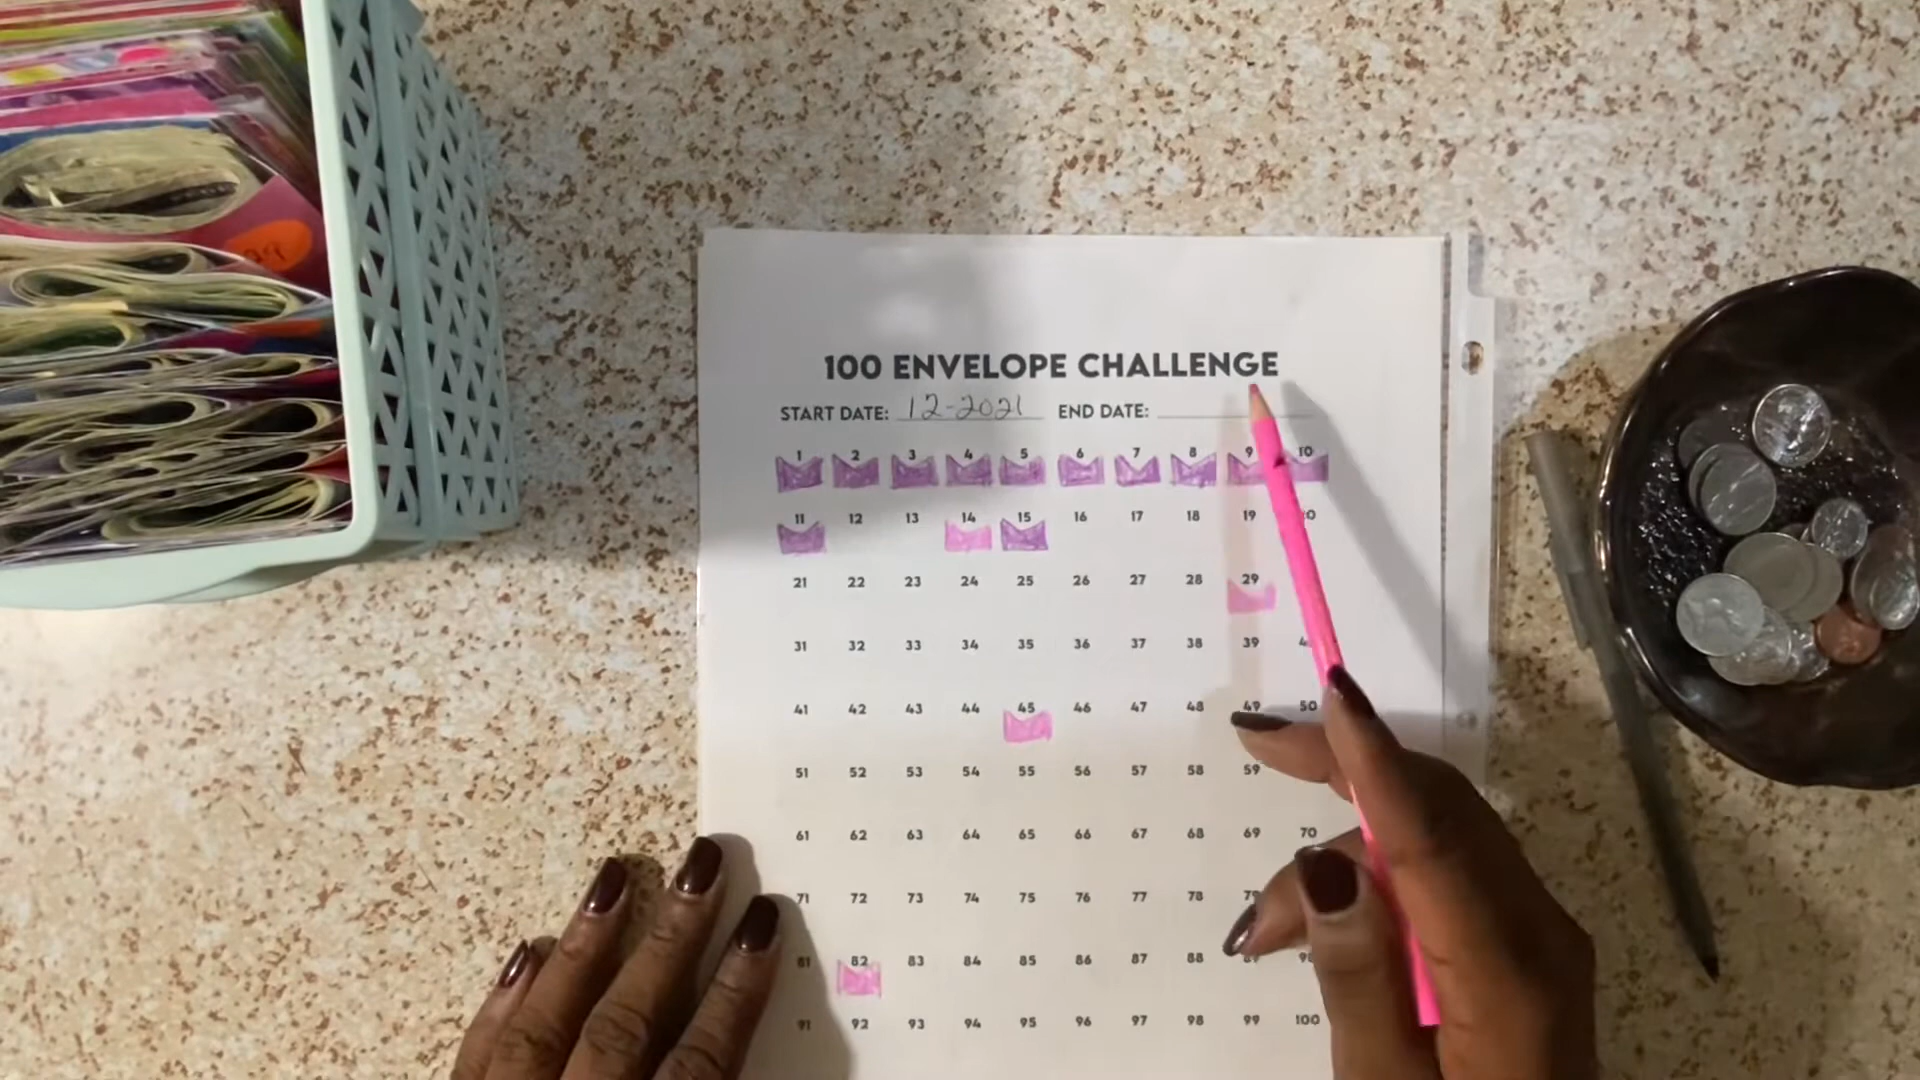 100 ENVELOPE CHALLENGE
START DATE: 12-2021 END DATE:
1 2 3 4 5 6 7 8 9 10
11 12 13 14 15 16 17 18 19
21 22 23 24 25 26 27 28 29
31 32 33 34 35 36 37 38 39
41 42 43 44 45 46 47 48 49 50
51 52 53 54 55 56 57 58 59
61 62 63 64 65 66 67 68 69 70
71 72 73 74 75 76 77 78 79
81 82 83 84 85 86 87 88
91 92 93 94 95 96 97 98 99 100